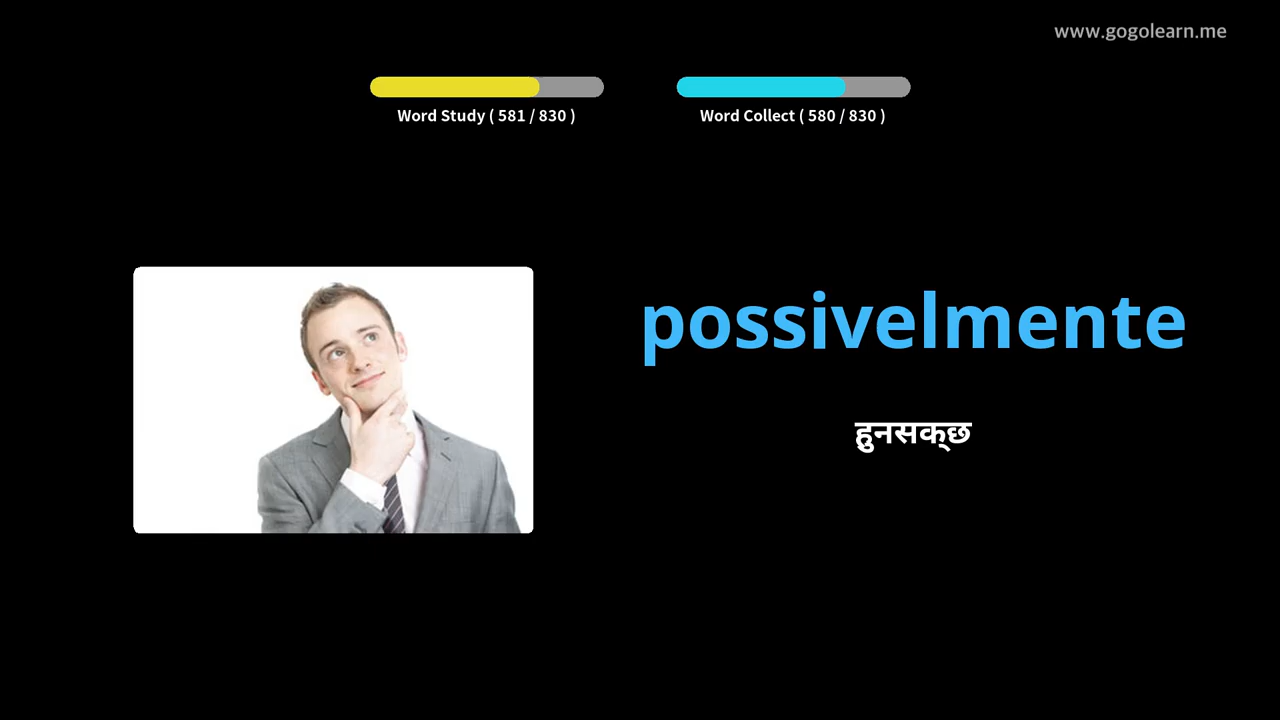 www.gogolearn.me
Word Study ( 581 / 830 )
Word Collect ( 580 / 830 )
possivelmente
हुनसक्छ